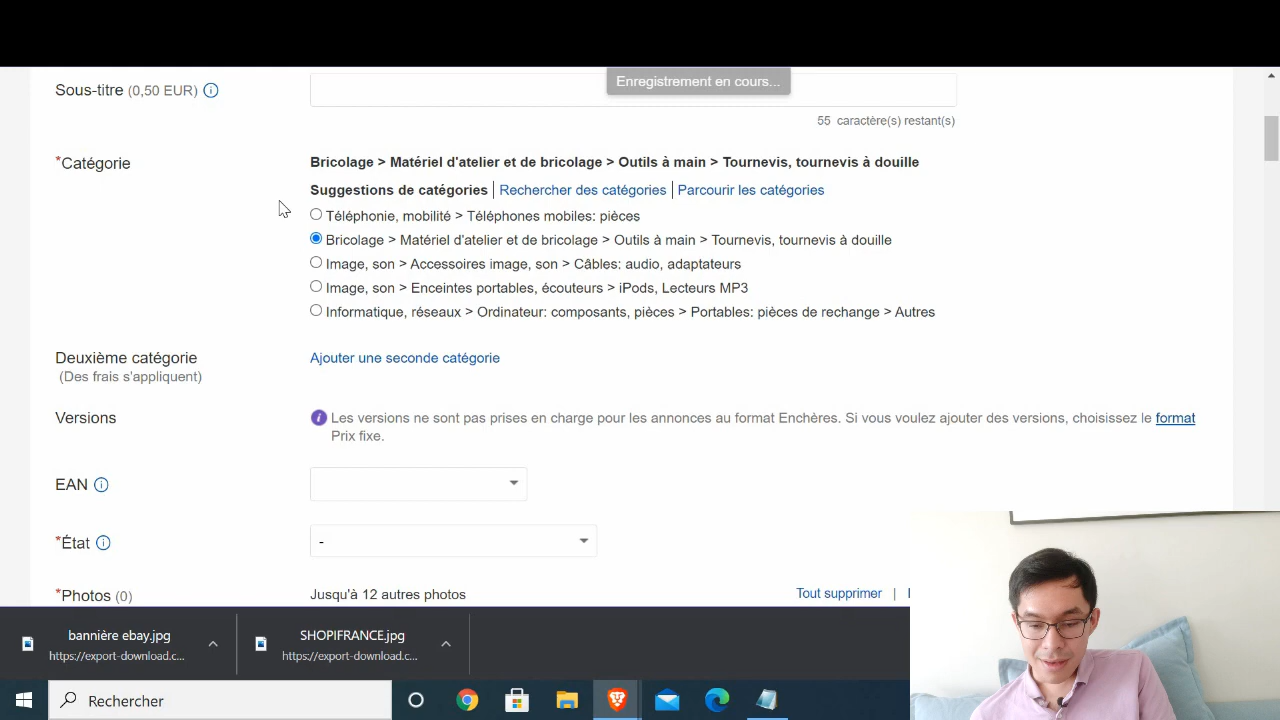 Enregistrement en cours...
Sous-titre (0,50 EUR)
55 caractère(s) restant(s)
*Catégorie
Bricolage > Matériel d'atelier et de bricolage > Outils à main > Tournevis, tournevis à douille
Suggestions de catégories | Rechercher des catégories | Parcourir les catégories
Téléphonie, mobilité > Téléphones mobiles: pièces
Bricolage > Matériel d'atelier et de bricolage > Outils à main > Tournevis, tournevis à douille
Image, son > Accessoires image, son > Câbles: audio, adaptateurs
Image, son > Enceintes portables, écouteurs > iPods, Lecteurs MP3
Informatique, réseaux > Ordinateur: composants, pièces > Portables: pièces de rechange > Autres
Deuxième catégorie
Ajouter une seconde catégorie
(Des frais s'appliquent)
Versions
Les versions ne sont pas prises en charge pour les annonces au format Enchères. Si vous voulez ajouter des versions, choisissez le format
Prix fixe.
EAN
*État
-
*Photos (0)
Jusqu'à 12 autres photos
Tout supprimer |
bannière ebay.jpg
https://export-download.c...
SHOPIFRANCE.jpg
https://export-download.c...
Rechercher